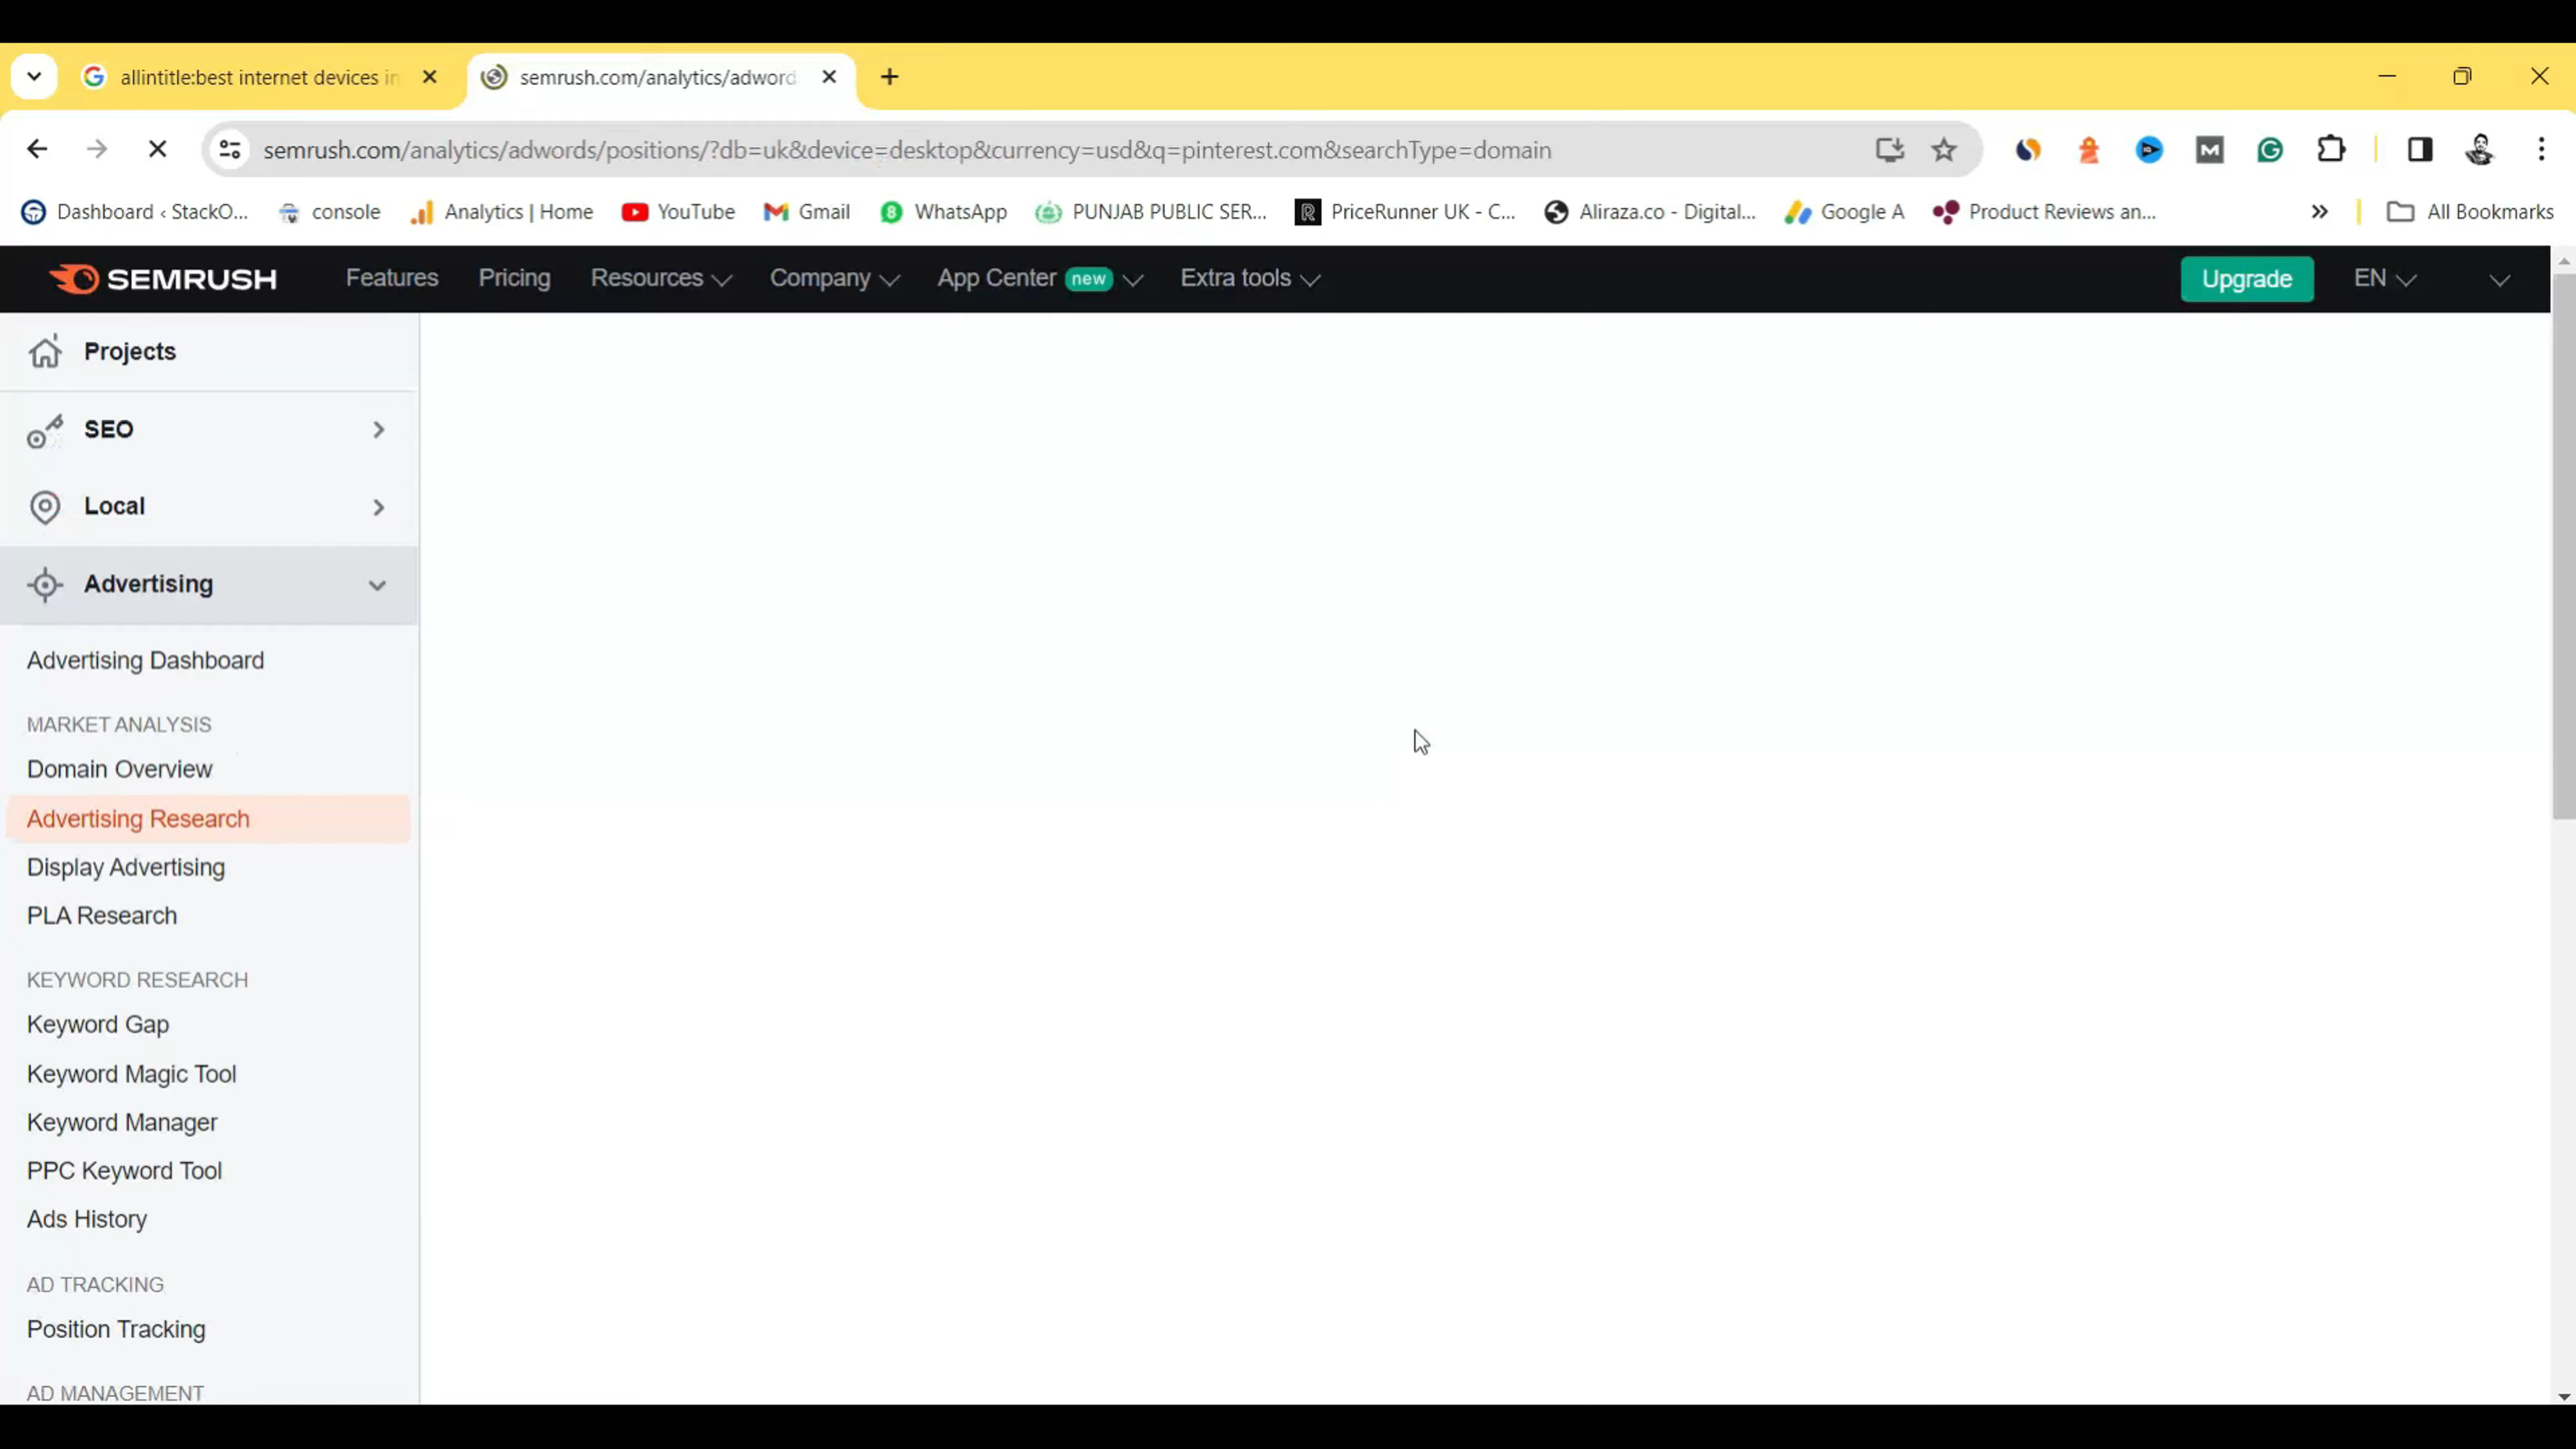 allintitle:best internet devices in
semrush.com/analytics/adword
semrush.com/analytics/adwords/positions/?db=uk&device=desktop&currency=usd&q=pinterest.com&searchType=domain
Dashboard ‹ StackO...
console
Analytics | Home
YouTube
Gmail
WhatsApp
PUNJAB PUBLIC SER...
PriceRunner UK - C...
Aliraza.co - Digital...
Google A
Product Reviews an...
All Bookmarks
SEMRUSH
Features
Pricing
Resources
Company
App Center new
Extra tools
Upgrade
EN
Projects
SEO
Local
Advertising
Advertising Dashboard
MARKET ANALYSIS
Domain Overview
Advertising Research
Display Advertising
PLA Research
KEYWORD RESEARCH
Keyword Gap
Keyword Magic Tool
Keyword Manager
PPC Keyword Tool
Ads History
AD TRACKING
Position Tracking
AD MANAGEMENT